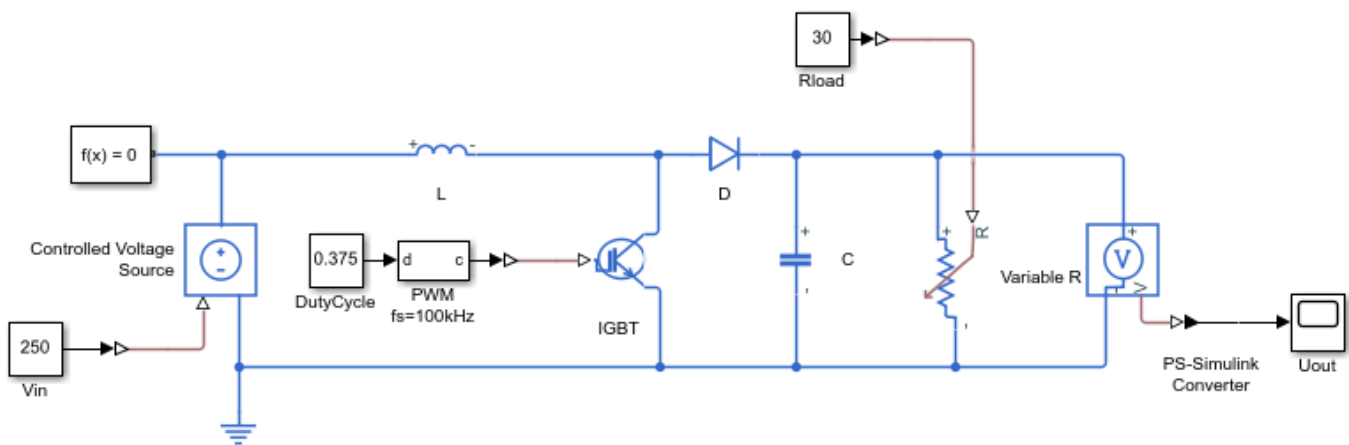 30
Rload
f(x) = 0
+
-
L
D
Controlled Voltage
Source
+
-
0.375
DutyCycle
d
c
PWM
fs=100kHz
IGBT
+
-
C
+
R
-
Variable R
+
V
-
V
250
Vin
PS-Simulink
Converter
Uout